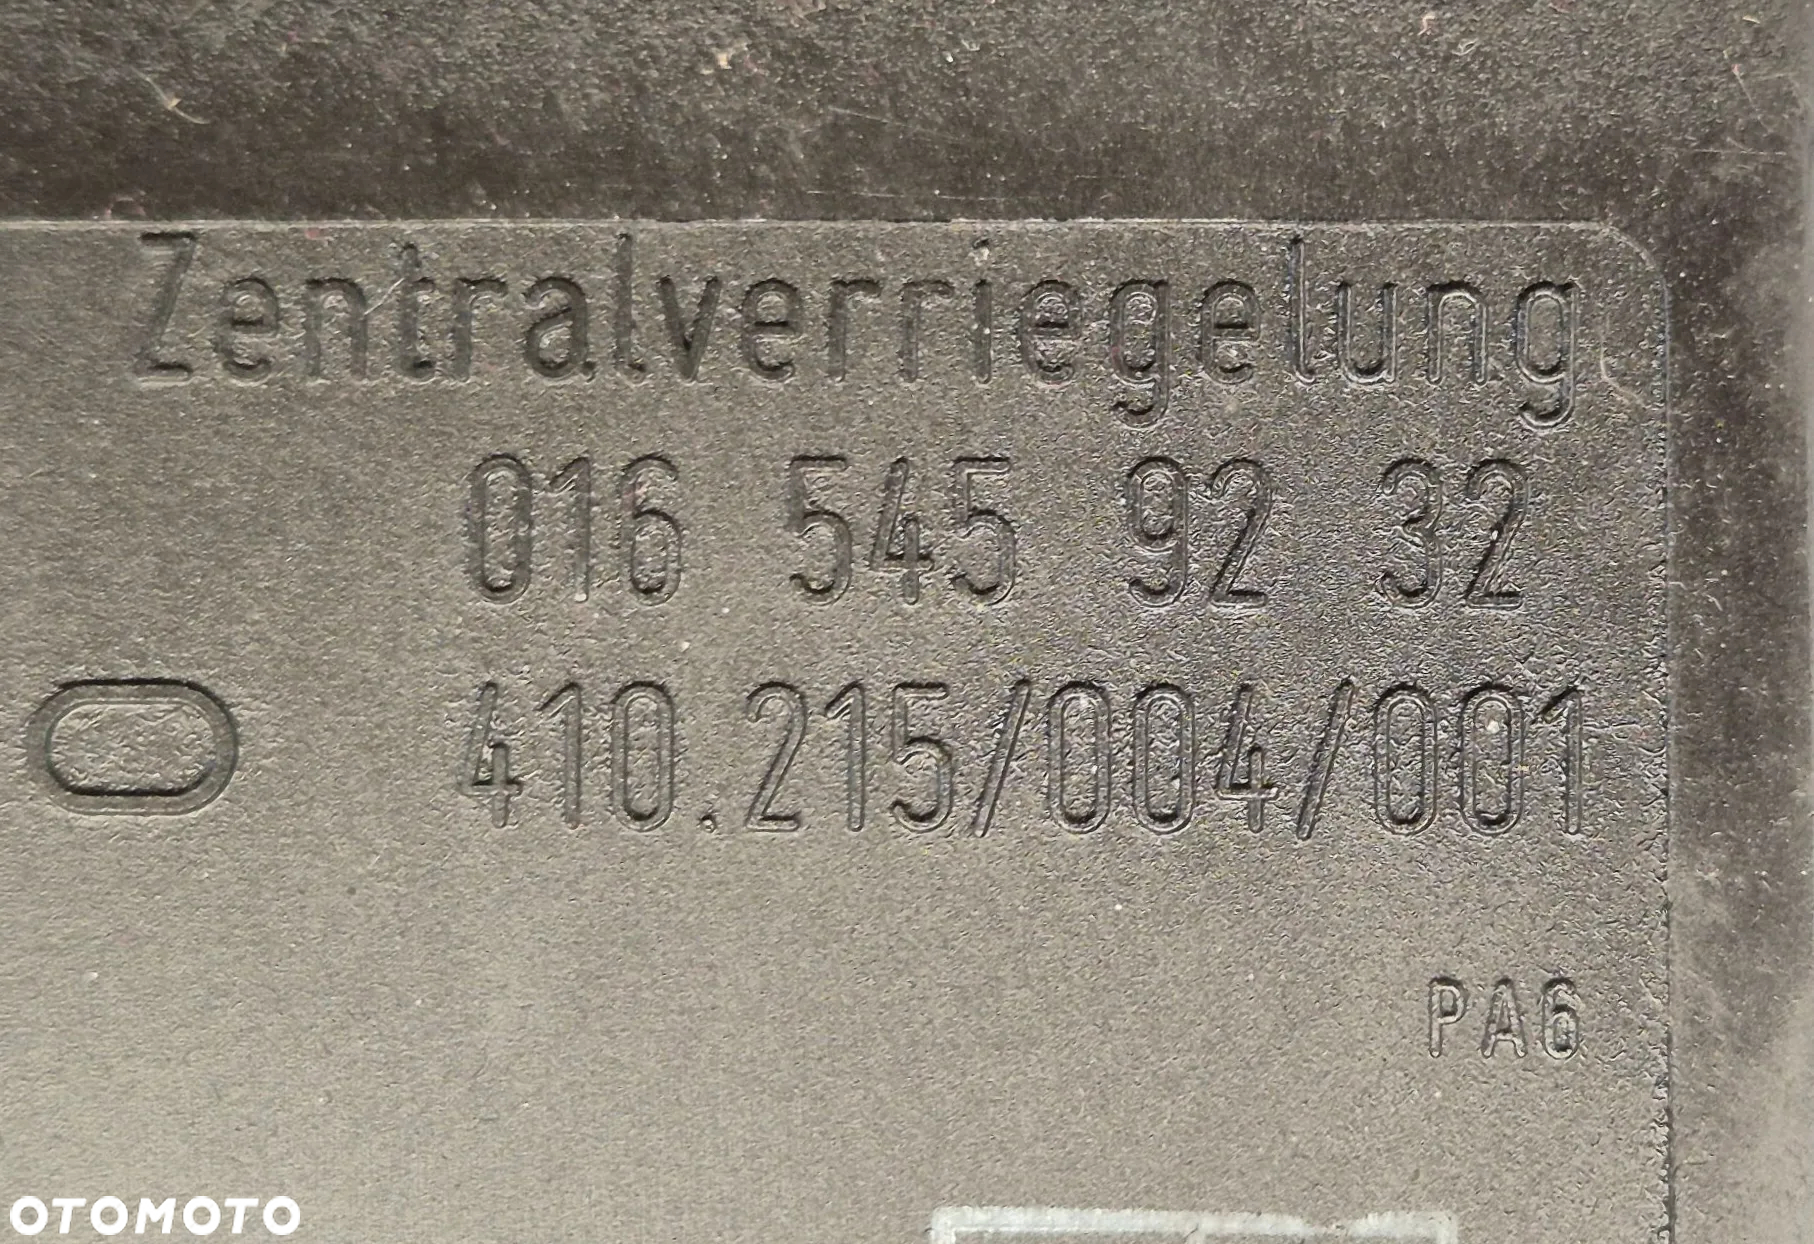 Zentralverriegelung
016 545 92 32
410.215/004/001
PA6
OTOMOTO